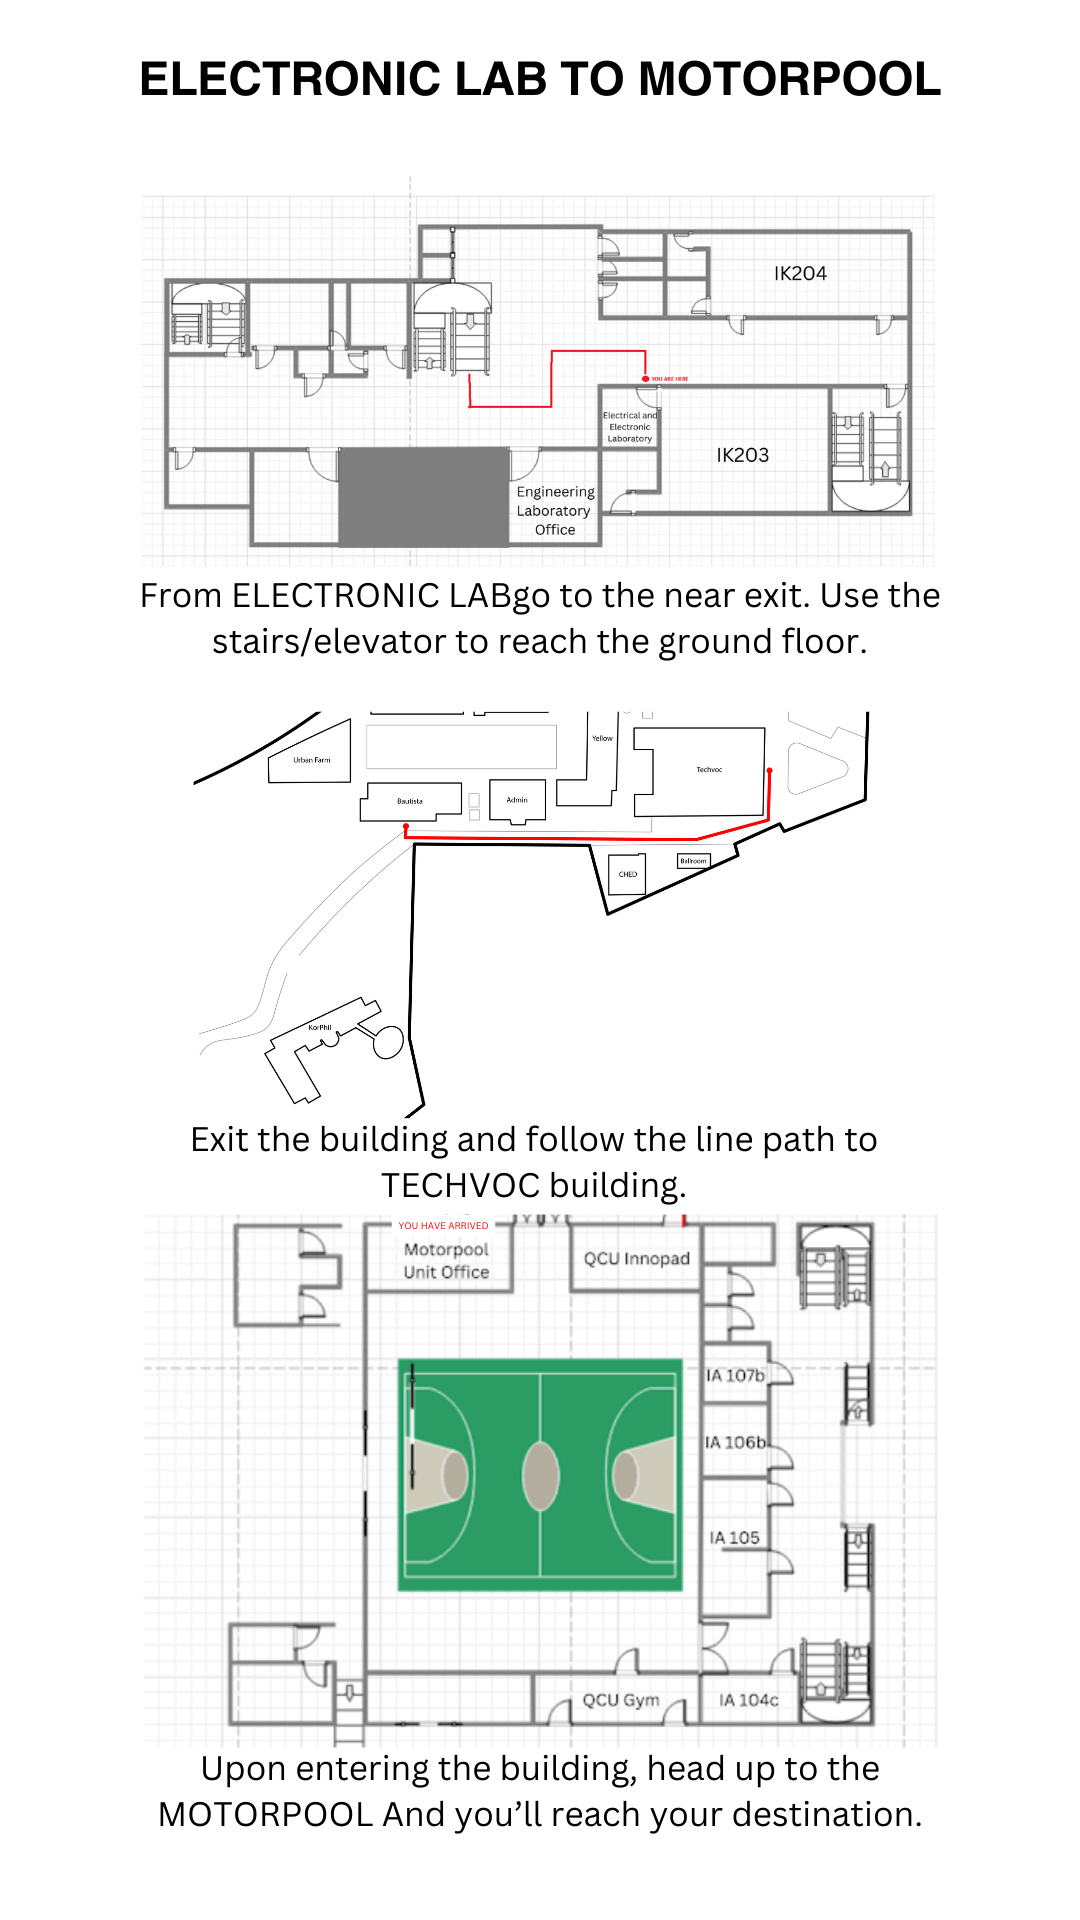 ELECTRONIC LAB TO MOTORPOOL
IK204
YOU ARE HERE
Electrical and
Electronic
Laboratory
IK203
Engineering
Laboratory
Office
From ELECTRONIC LABgo to the near exit. Use the
stairs/elevator to reach the ground floor.
Urban Farm
Yellow
Techvoc
Bautista
Admin
CHED
Ballroom
KorPhil
Exit the building and follow the line path to
TECHVOC building.
YOU HAVE ARRIVED
Motorpool
Unit Office
QCU Innopad
IA 107b
IA 106b
IA 105
QCU Gym
IA 104c
Upon entering the building, head up to the
MOTORPOOL And you’ll reach your destination.